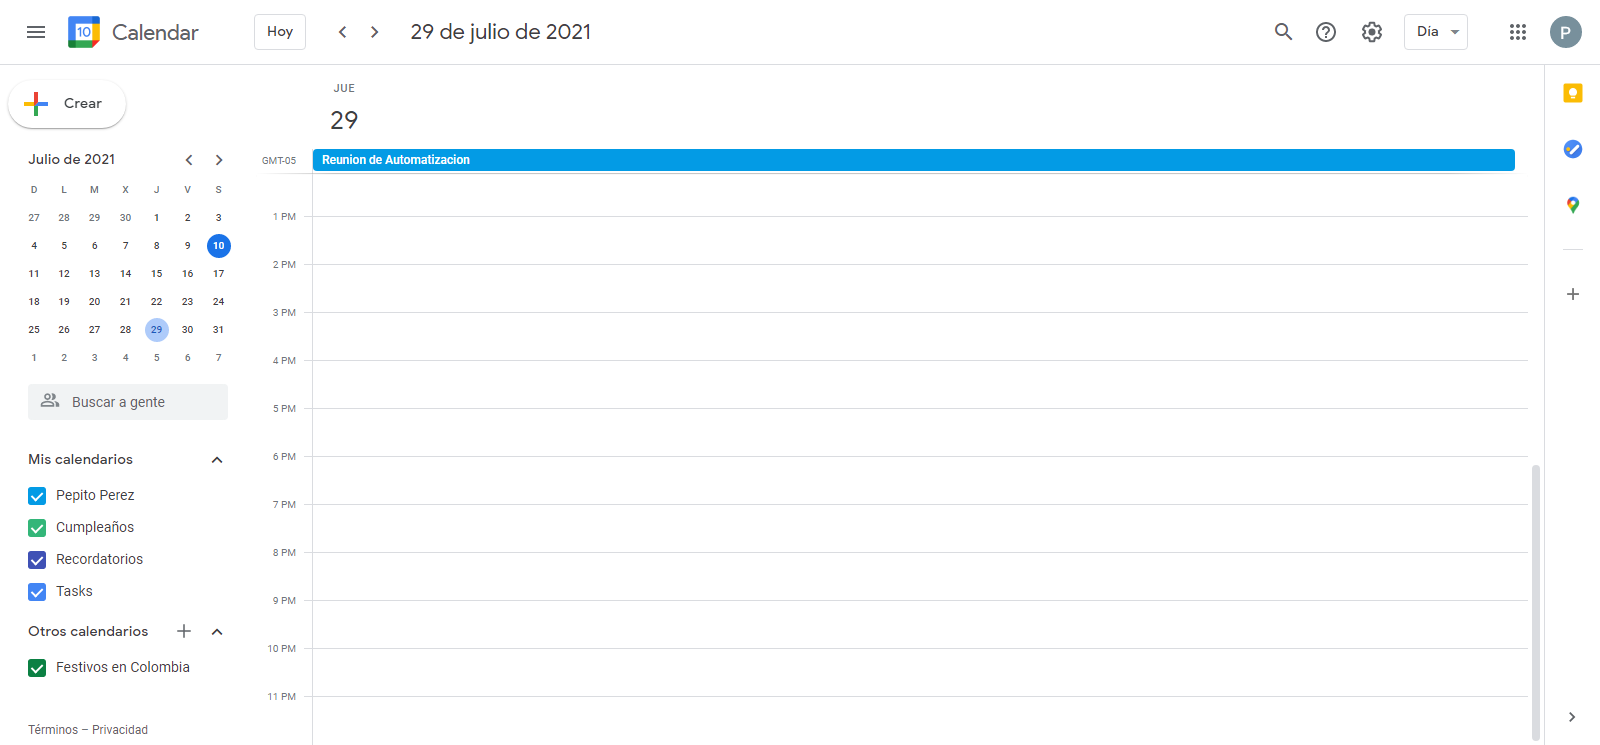 10 Calendar Hoy 29 de julio de 2021 Día P
Crear
Julio de 2021
D L M X J V S
27 28 29 30 1 2 3
4 5 6 7 8 9 10
11 12 13 14 15 16 17
18 19 20 21 22 23 24
25 26 27 28 29 30 31
1 2 3 4 5 6 7
Buscar a gente
Mis calendarios
Pepito Perez
Cumpleaños
Recordatorios
Tasks
Otros calendarios
Festivos en Colombia
Términos – Privacidad
JUE
29
GMT-05 Reunion de Automatizacion
1 PM
2 PM
3 PM
4 PM
5 PM
6 PM
7 PM
8 PM
9 PM
10 PM
11 PM